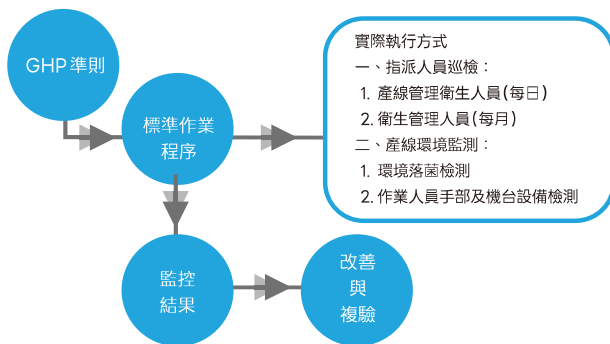 GHP 準則
標準作業
程序
實際執行方式
一、指派人員巡檢：
1. 產線管理衛生人員(每日)
2. 衛生管理人員(每月)
二、產線環境監測：
1. 環境落菌檢測
2. 作業人員手部及機台設備檢測
監控
結果
改善
與
複驗